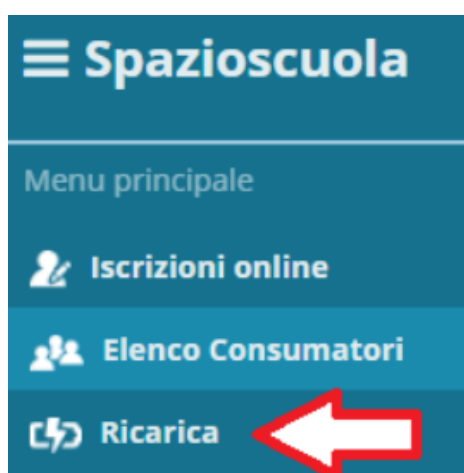 Spazioscuola
Menu principale
Iscrizioni online
Elenco Consumatori
Ricarica